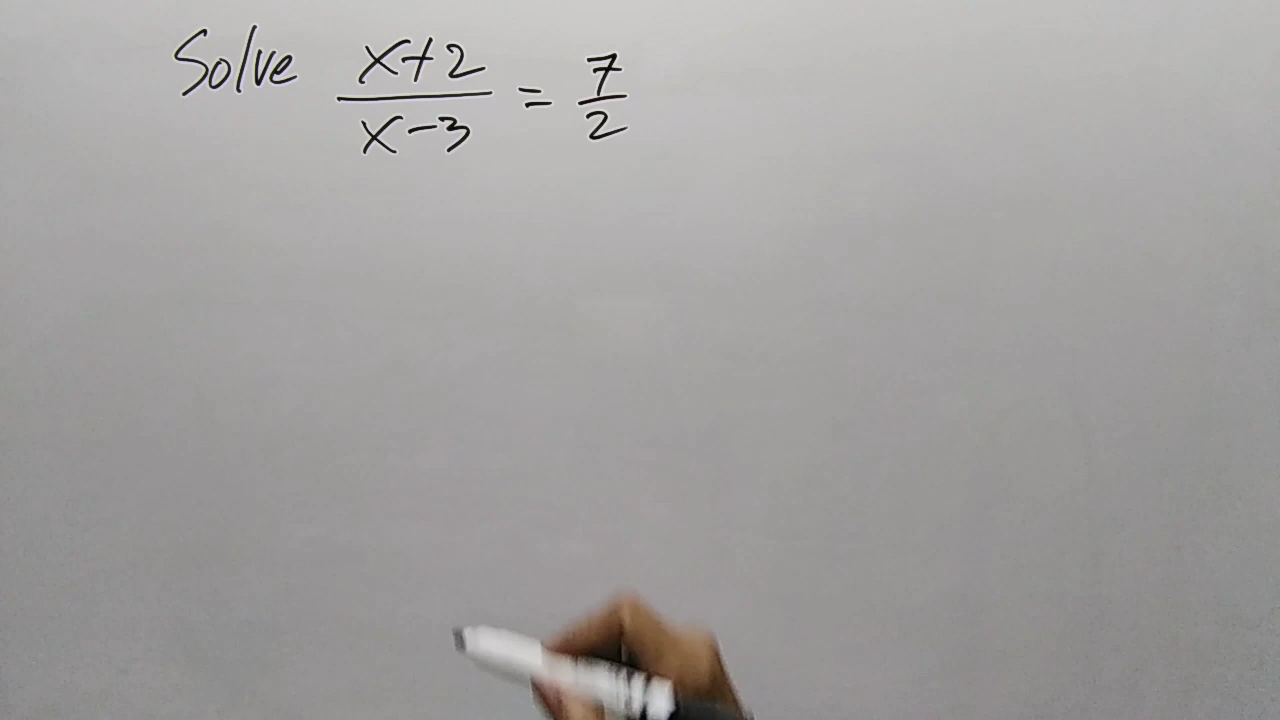 Solve (x+2)/(x-3) = 7/2